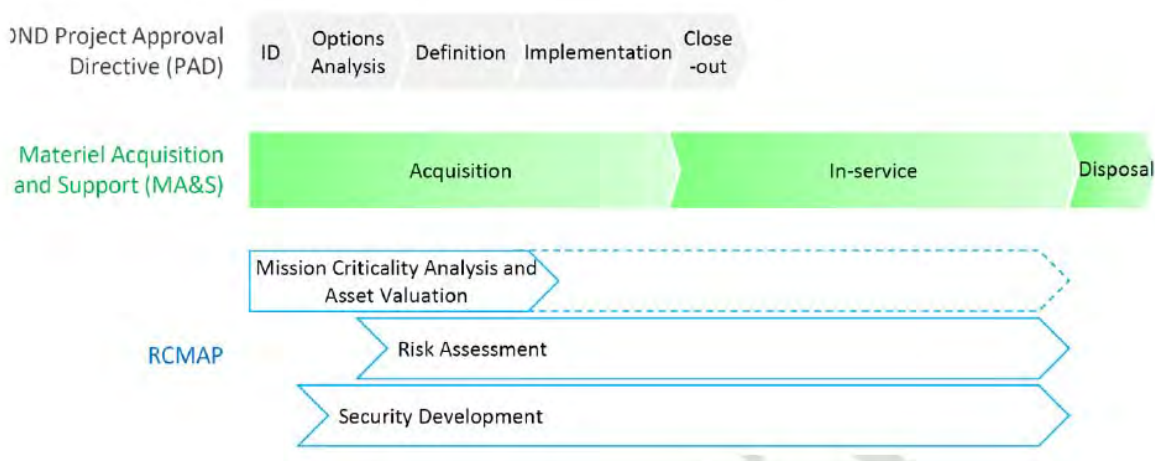 DND Project Approval
Directive (PAD)
ID
Options
Analysis
Definition
Implementation
Close
-out
Materiel Acquisition
and Support (MA&S)
Acquisition
In-service
Disposal
Mission Criticality Analysis and
Asset Valuation
RCMAP
Risk Assessment
Security Development